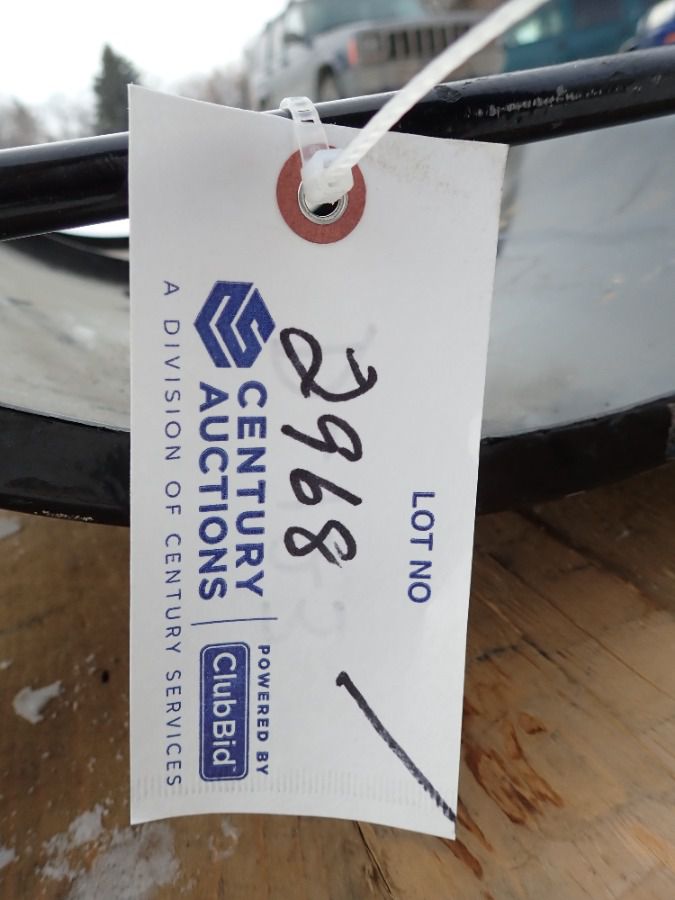 LOT NO
2968
CENTURY
AUCTIONS
POWERED BY
ClubBid
A DIVISION OF CENTURY SERVICES